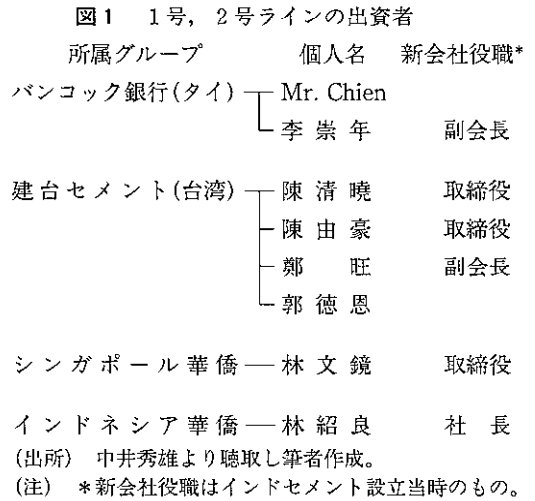 図1 1号，2号ラインの出資者
所属グループ 個人名 新会社役職*
バンコック銀行(タイ) Mr. Chien
李崇年 副会長
建台セメント(台湾) 陳清曉 取締役
陳由豪 取締役
鄭旺 副会長
郭徳恩
シンガポール華僑 林文鏡 取締役
インドネシア華僑 林紹良 社長
(出所) 中井秀雄より聴取し筆者作成。
(注) *新会社役職はインドセメント設立当時のもの。